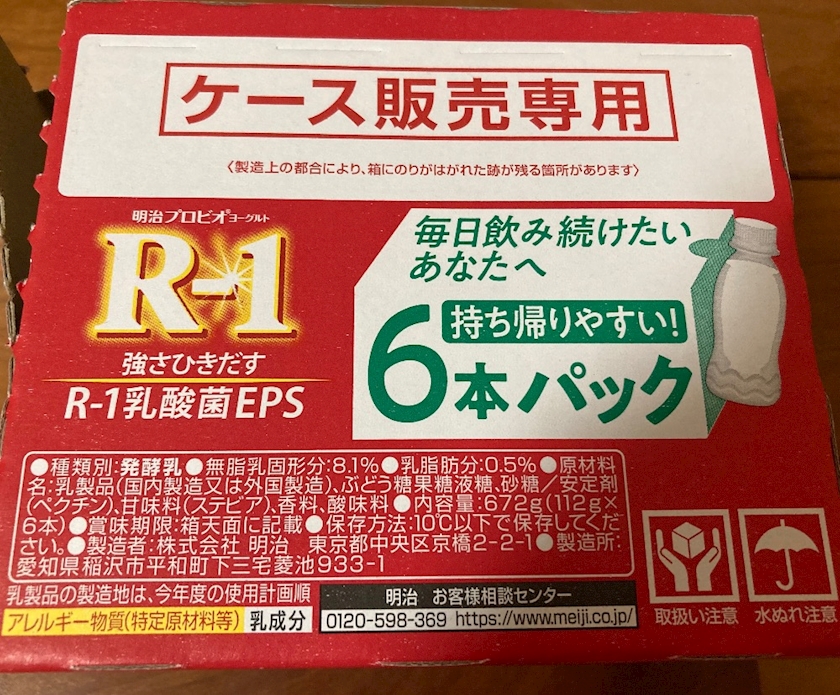 ケース販売専用
〈製造上の都合により、箱にのりがはがれた跡が残る箇所があります〉
明治プロビオヨーグルト
R-1
強さひきだす
R-1乳酸菌EPS
毎日飲み続けたい
あなたへ
持ち帰りやすい!
6本パック
●種類別:発酵乳●無脂乳固形分:8.1%●乳脂肪分:0.5%●原材料
名:乳製品(国内製造又は外国製造)、ぶどう糖果糖液糖、砂糖/安定剤
(ペクチン)、甘味料(ステビア)、香料、酸味料●内容量:672g(112g×
6本)●賞味期限:箱天面に記載●保存方法:10℃以下で保存してくだ
さい。●製造者:株式会社 明治 東京都中央区京橋2-2-1●製造所:
愛知県稲沢市平和町下三宅菱池933-1
乳製品の製造地は、今年度の使用計画順
アレルギー物質(特定原材料等) 乳成分
明治 お客様相談センター
0120-598-369 https://www.meiji.co.jp/
取扱い注意
水ぬれ注意